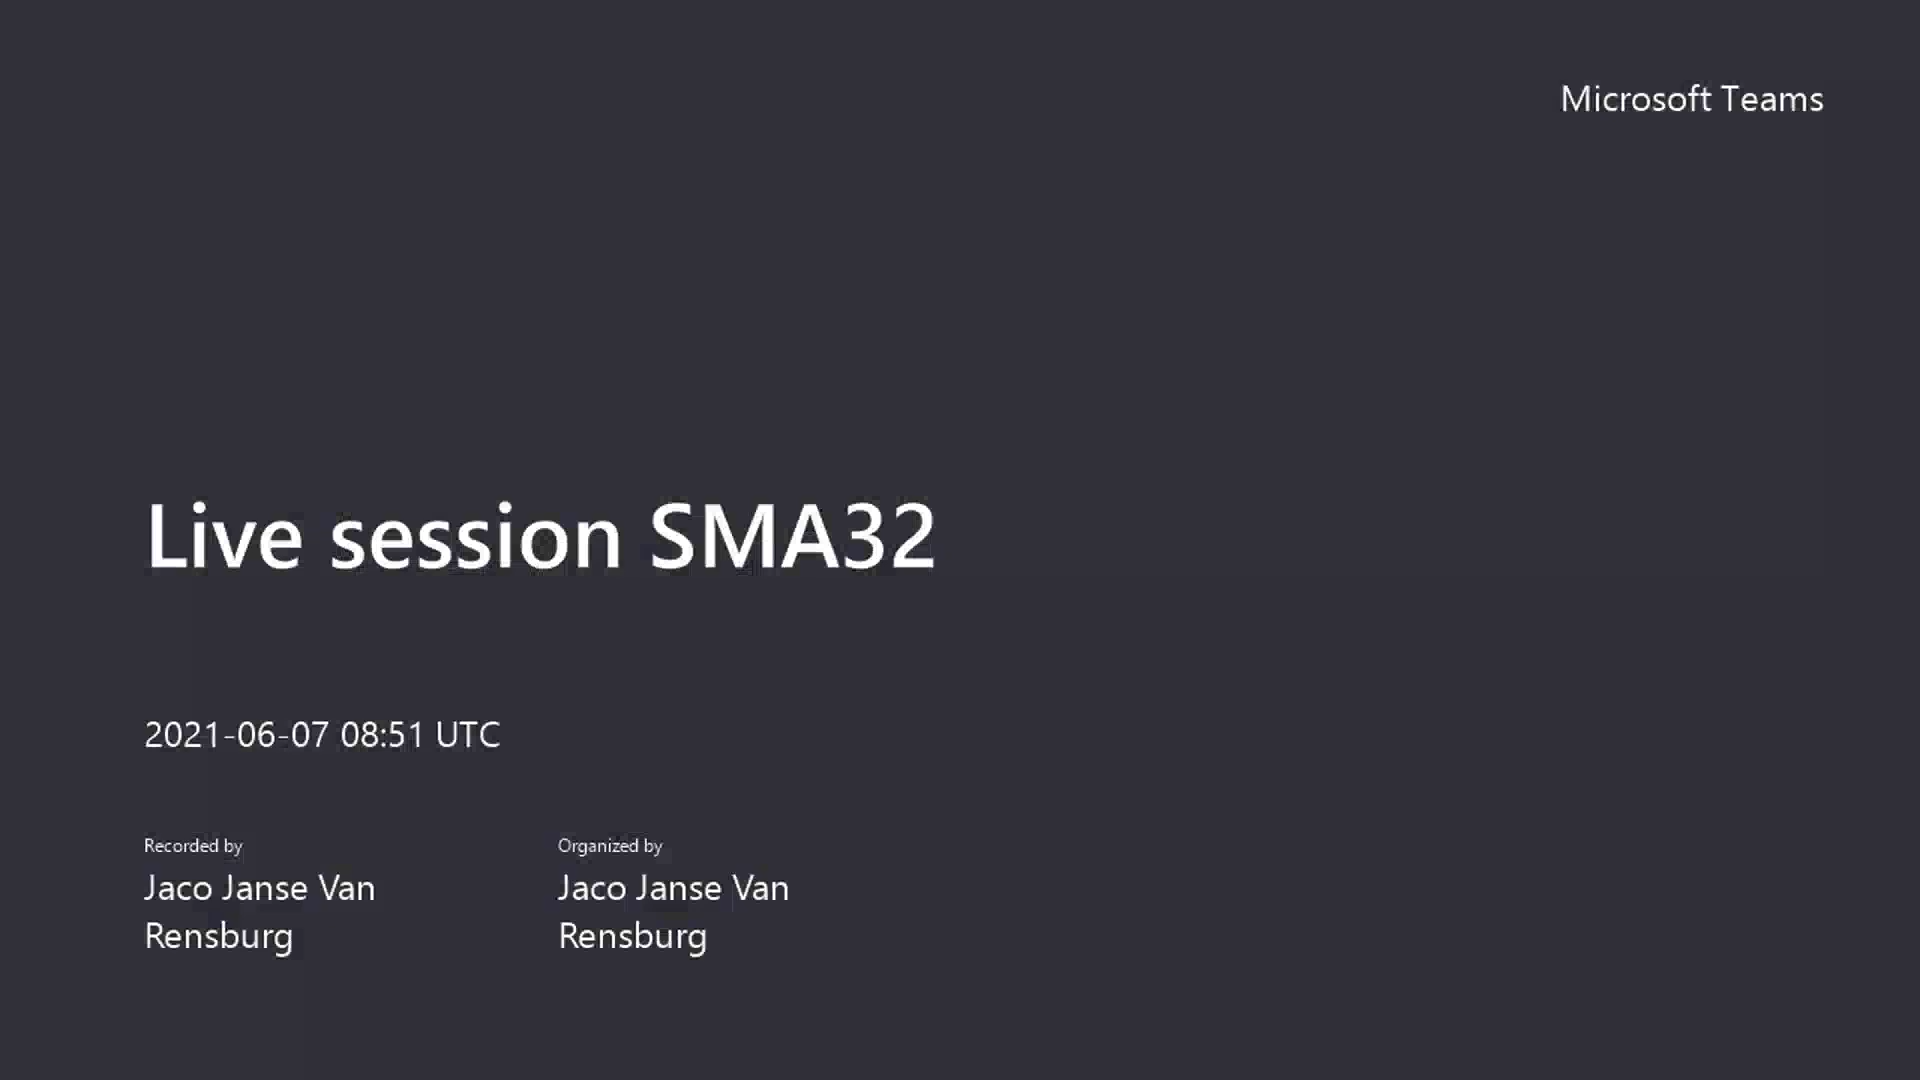 Microsoft Teams
Live session SMA32
2021-06-07 08:51 UTC
Recorded by
Jaco Janse Van
Rensburg
Organized by
Jaco Janse Van
Rensburg